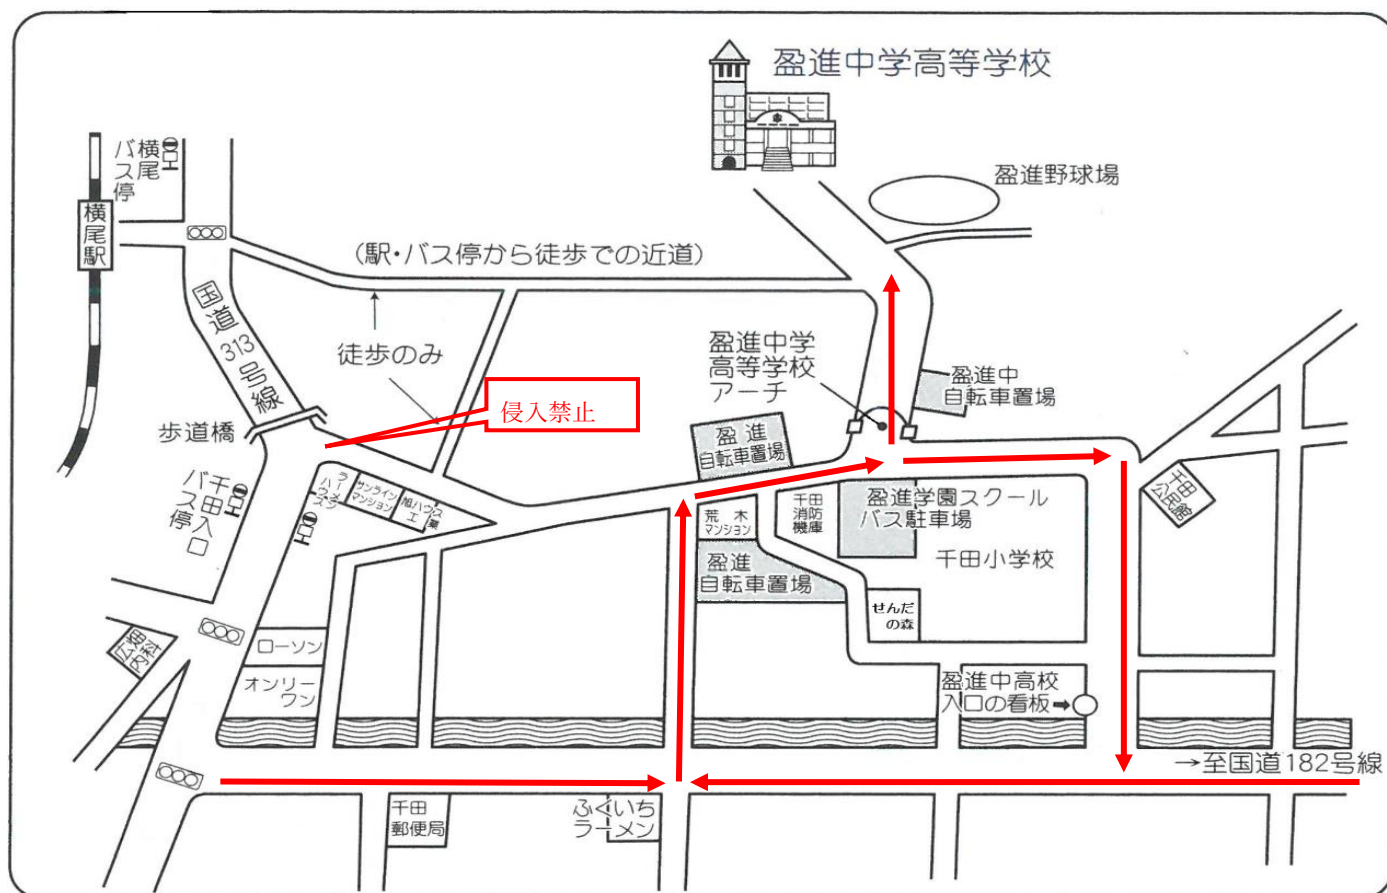 盈進中学高等学校
横尾
バス停
盈進野球場
横尾駅
(駅・バス停から徒歩での近道)
国道313号線
徒歩のみ
盈進中学
高等学校
アーチ
盈進中
自転車置場
侵入禁止
歩道橋
盈進
自転車置場
千田入口
バス停
ラーメン
ハウス
サンライン
マンション
旭ハウス
工業
荒木
マンション
千田
消防
機庫
盈進学園スクール
バス駐車場
千田
公民館
盈進
自転車置場
千田小学校
せんだ
の森
広畑
内科
ローソン
オンリー
ワン
盈進中高校
入口の看板➡
→至国道182号線
千田
郵便局
ふくいち
ラーメン